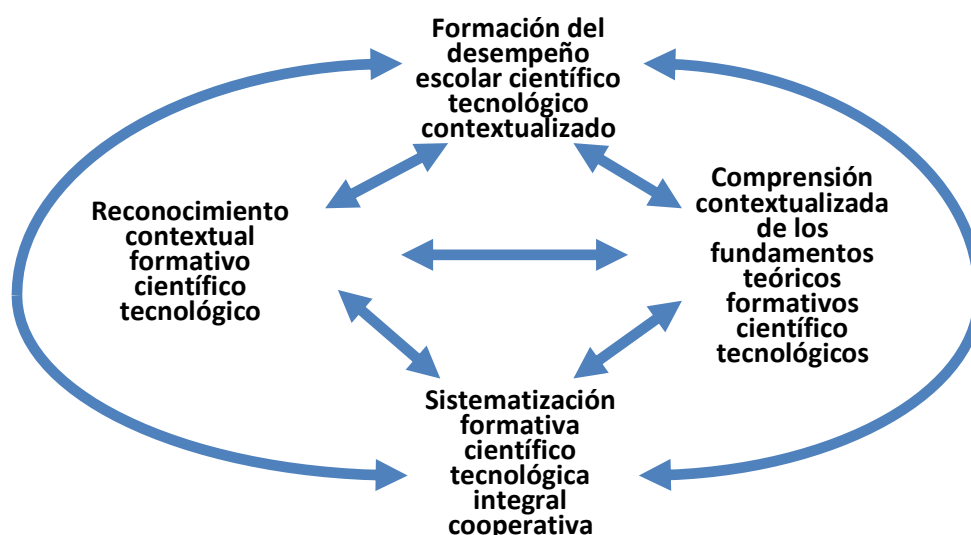 Formación del
desempeño
escolar científico
tecnológico
contextualizado
Reconocimiento
contextual
formativo
científico
tecnológico
Comprensión
contextualizada
de los
fundamentos
teóricos
formativos
científico
tecnológicos
Sistematización
formativa
científico
tecnológica
integral
cooperativa